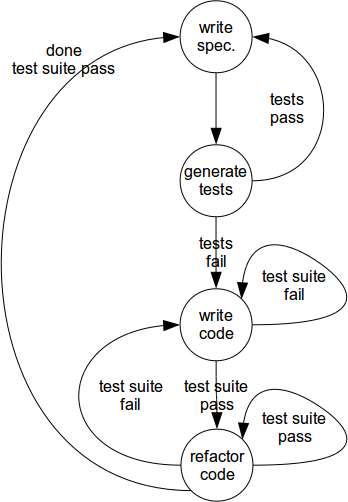 write
spec.
done
test suite pass
tests
pass
generate
tests
tests
fail
test suite
fail
write
code
test suite
fail
test suite
pass
test suite
pass
refactor
code